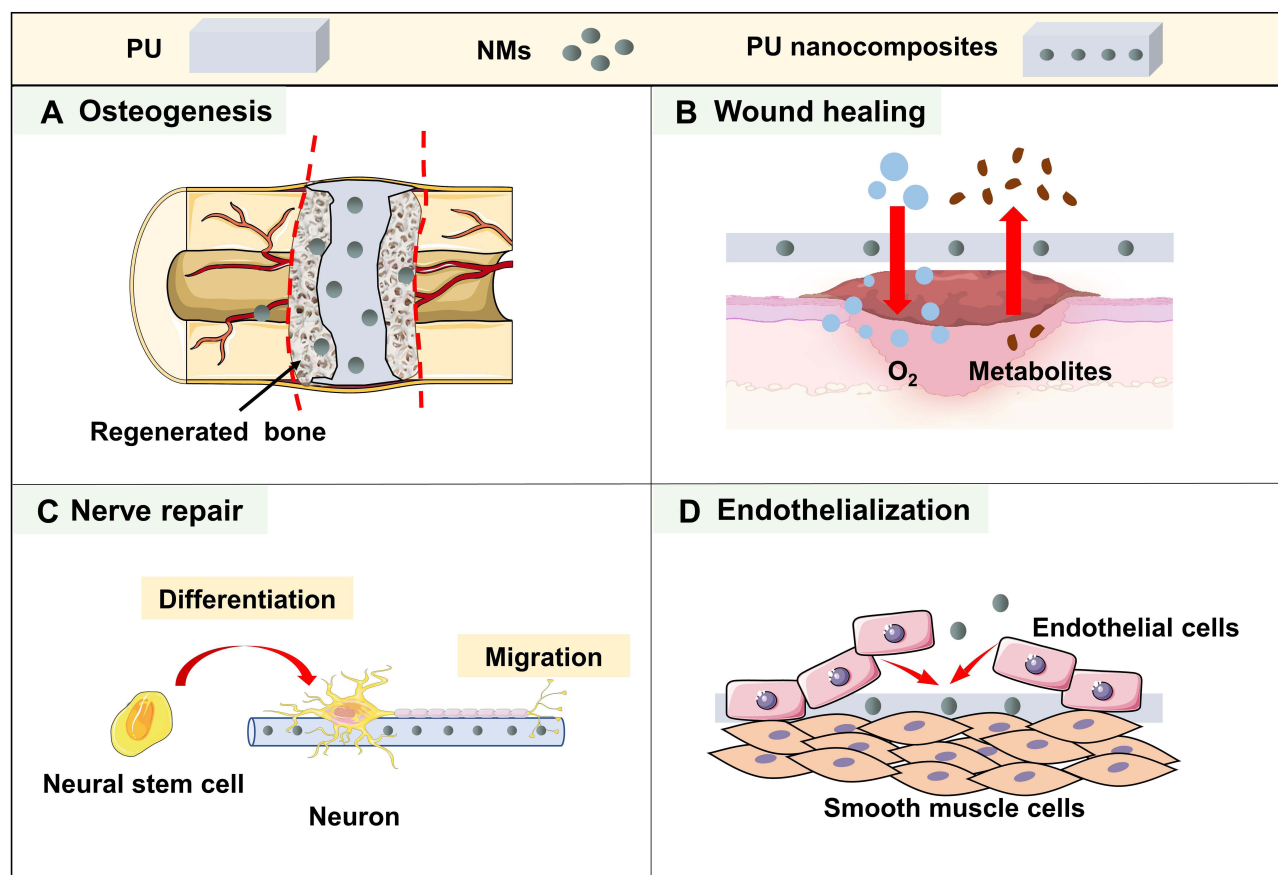 PU
NMs
PU nanocomposites
A Osteogenesis
Regenerated bone
B Wound healing
O₂
Metabolites
C Nerve repair
Differentiation
Migration
Neural stem cell
Neuron
D Endothelialization
Endothelial cells
Smooth muscle cells